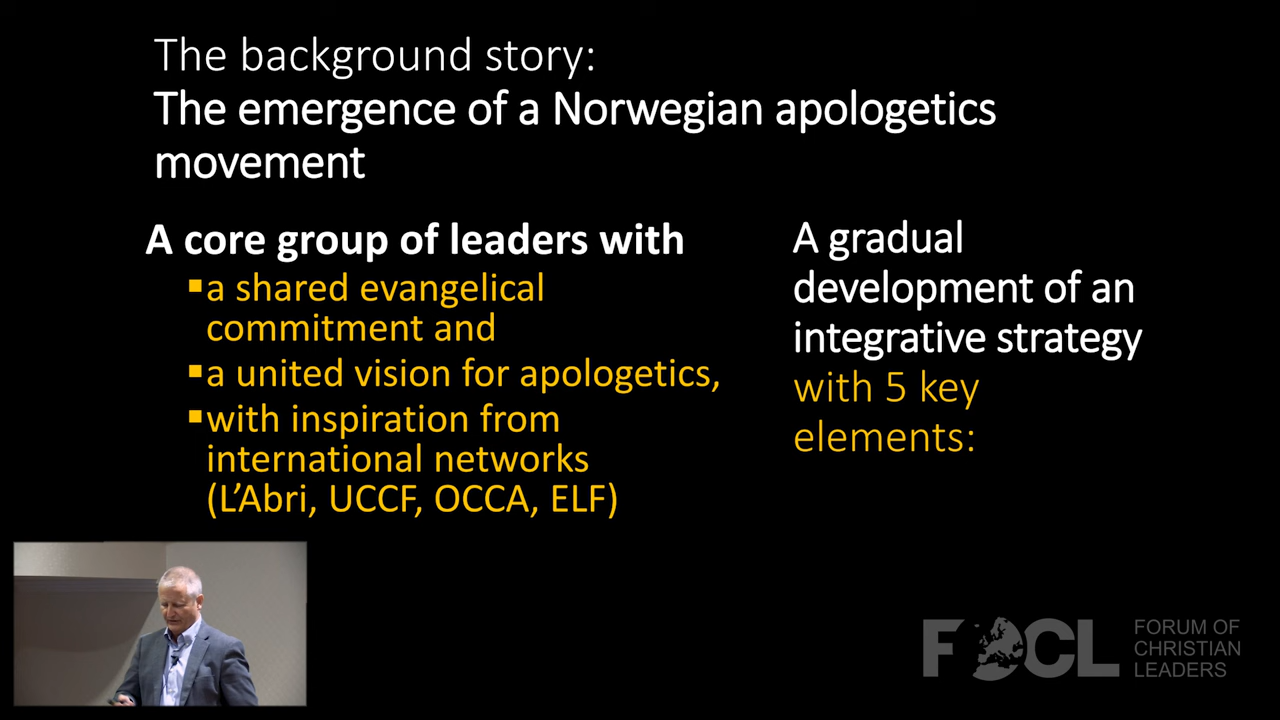 The background story:
The emergence of a Norwegian apologetics
movement
A core group of leaders with
▪a shared evangelical
commitment and
▪a united vision for apologetics,
▪with inspiration from
international networks
(L’Abri, UCCF, OCCA, ELF)
A gradual
development of an
integrative strategy
with 5 key
elements:
FOCL
FORUM OF
CHRISTIAN
LEADERS